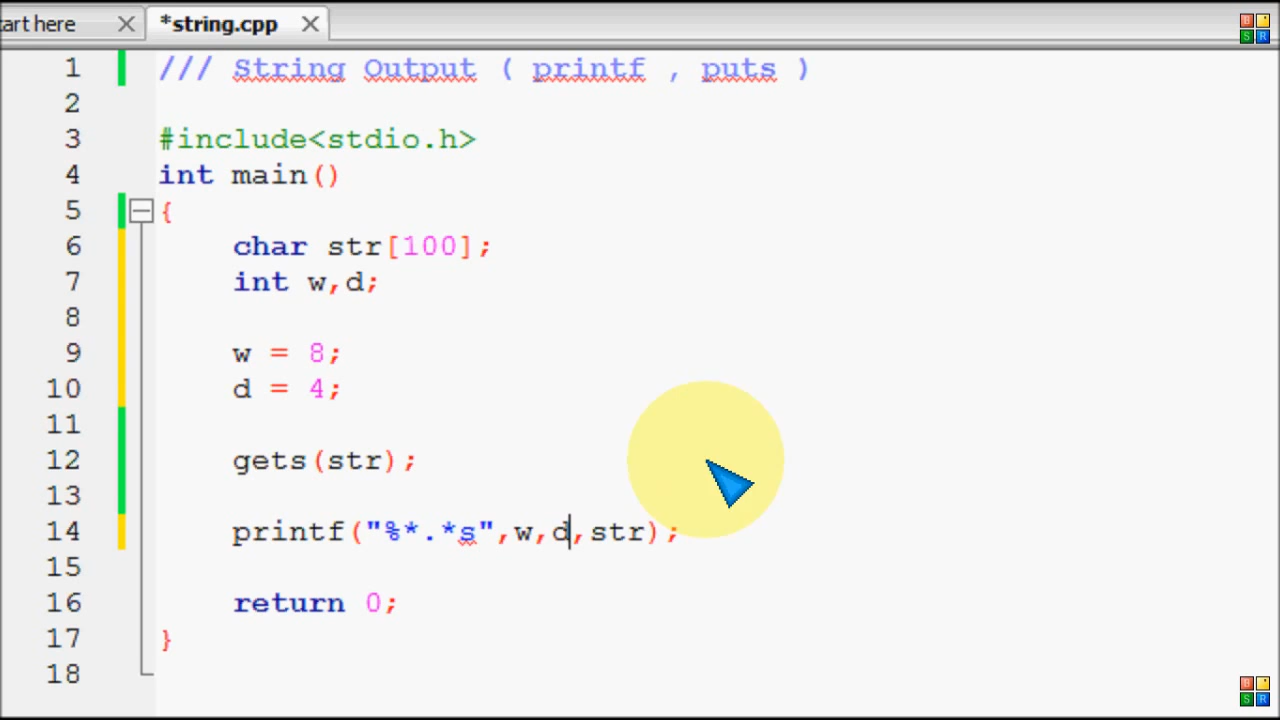 art here *string.cpp
1 /// String Output ( printf , puts )
2
3 #include<stdio.h>
4 int main()
5 {
6 char str[100];
7 int w,d;
8
9 w = 8;
10 d = 4;
11
12 gets(str);
13
14 printf("%*.*s",w,d,str);
15
16 return 0;
17 }
18